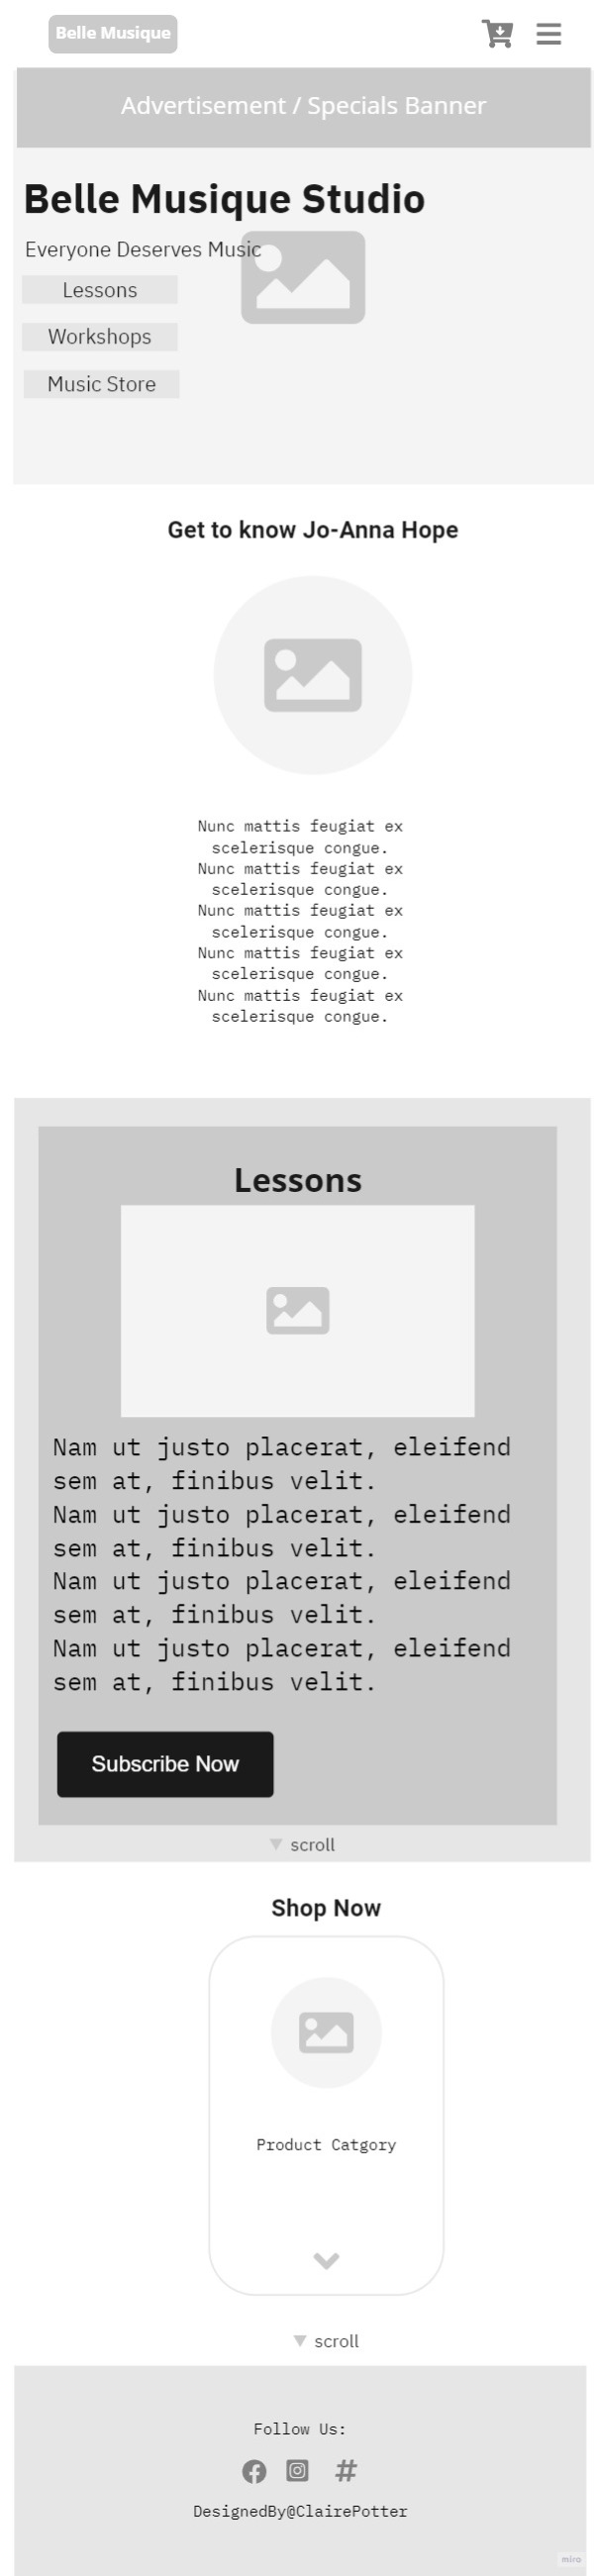 Belle Musique
Advertisement / Specials Banner
Belle Musique Studio
Everyone Deserves Music
Lessons
Workshops
Music Store
Get to know Jo-Anna Hope
Nunc mattis feugiat ex
scelerisque congue.
Nunc mattis feugiat ex
scelerisque congue.
Nunc mattis feugiat ex
scelerisque congue.
Nunc mattis feugiat ex
scelerisque congue.
Nunc mattis feugiat ex
scelerisque congue.
Lessons
Nam ut justo placerat, eleifend
sem at, finibus velit.
Nam ut justo placerat, eleifend
sem at, finibus velit.
Nam ut justo placerat, eleifend
sem at, finibus velit.
Nam ut justo placerat, eleifend
sem at, finibus velit.
Subscribe Now
scroll
Shop Now
Product Catgory
scroll
Follow Us:
#
DesignedBy@ClairePotter
miro